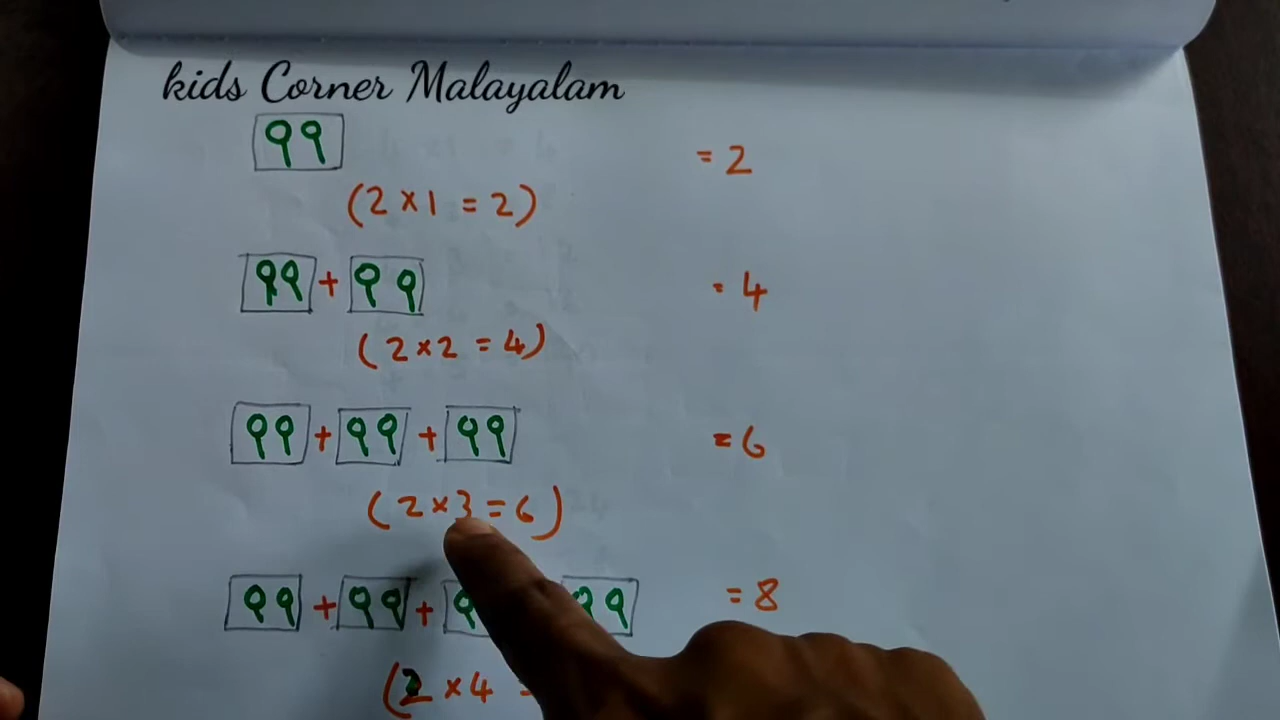 kids Corner Malayalam
= 2
(2 × 1 = 2)
+ = 4
(2 × 2 = 4)
+ + = 6
(2 × 3 = 6)
+ + = 8
(2 × 4